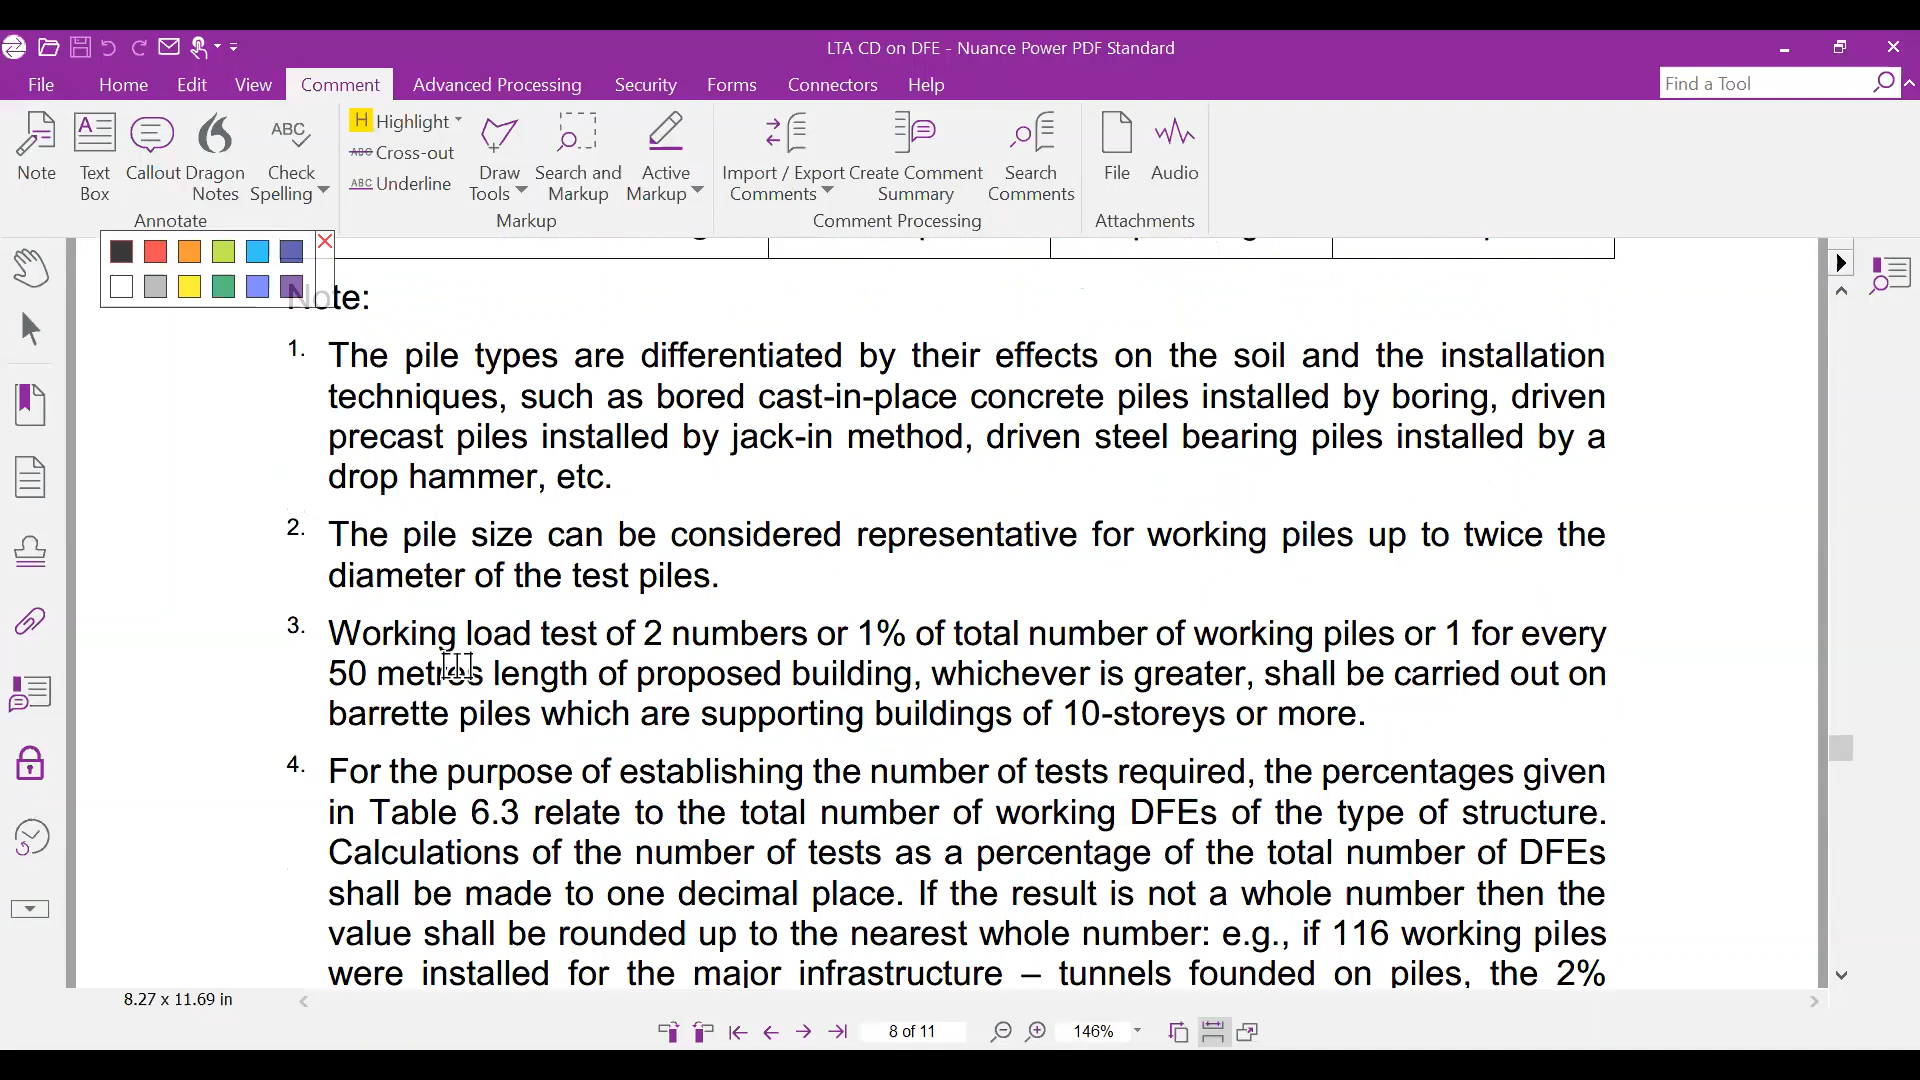 LTA CD on DFE - Nuance Power PDF Standard
File Home Edit View Comment Advanced Processing Security Forms Connectors Help
Find a Tool
Note
Text Box
Callout
Dragon Notes
ABC
Check Spelling
Annotate
H Highlight
ABC Cross-out
ABC Underline
Draw Tools
Search and Markup
Active Markup
Markup
Import / Export Comments
Create Comment Summary
Search Comments
Comment Processing
File
Audio
Attachments
Note:
1. The pile types are differentiated by their effects on the soil and the installation
techniques, such as bored cast-in-place concrete piles installed by boring, driven
precast piles installed by jack-in method, driven steel bearing piles installed by a
drop hammer, etc.
2. The pile size can be considered representative for working piles up to twice the
diameter of the test piles.
3. Working load test of 2 numbers or 1% of total number of working piles or 1 for every
50 metres length of proposed building, whichever is greater, shall be carried out on
barrette piles which are supporting buildings of 10-storeys or more.
4. For the purpose of establishing the number of tests required, the percentages given
in Table 6.3 relate to the total number of working DFEs of the type of structure.
Calculations of the number of tests as a percentage of the total number of DFEs
shall be made to one decimal place. If the result is not a whole number then the
value shall be rounded up to the nearest whole number: e.g., if 116 working piles
were installed for the major infrastructure – tunnels founded on piles, the 2%
8.27 x 11.69 in
8 of 11
146%